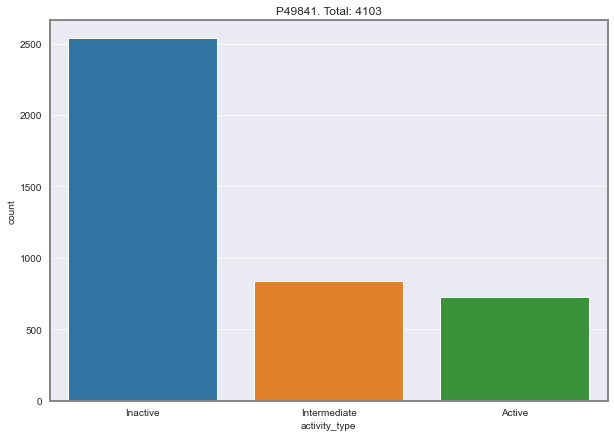 P49841. Total: 4103
2500
2000
1500
1000
500
0
count
Inactive Intermediate Active
activity_type